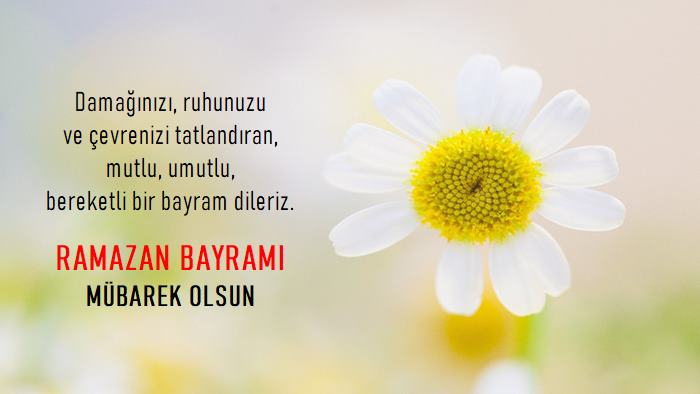 Damağınızı, ruhunuzu
ve çevrenizi tatlandıran,
mutlu, umutlu,
bereketli bir bayram dileriz.
RAMAZAN BAYRAMI
MÜBAREK OLSUN